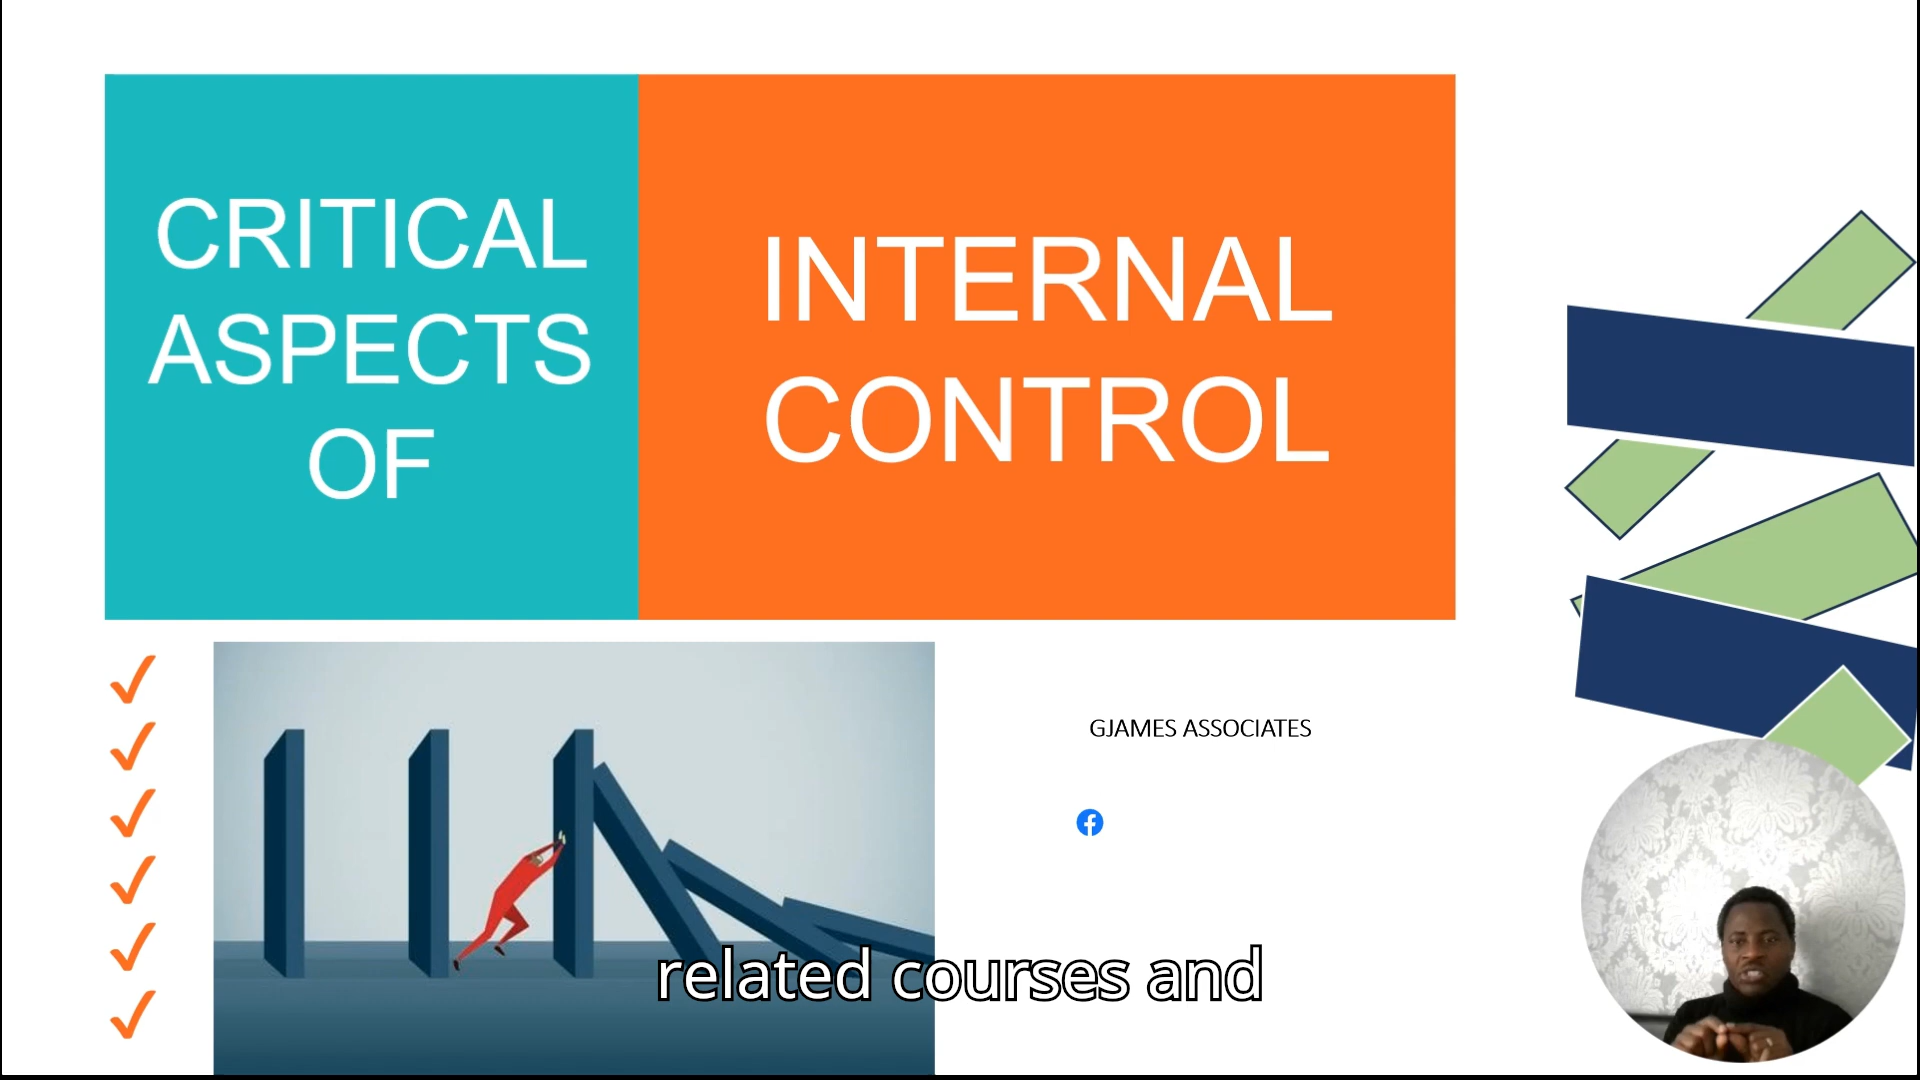 CRITICAL
ASPECTS
OF
INTERNAL
CONTROL
GJAMES ASSOCIATES
related courses and